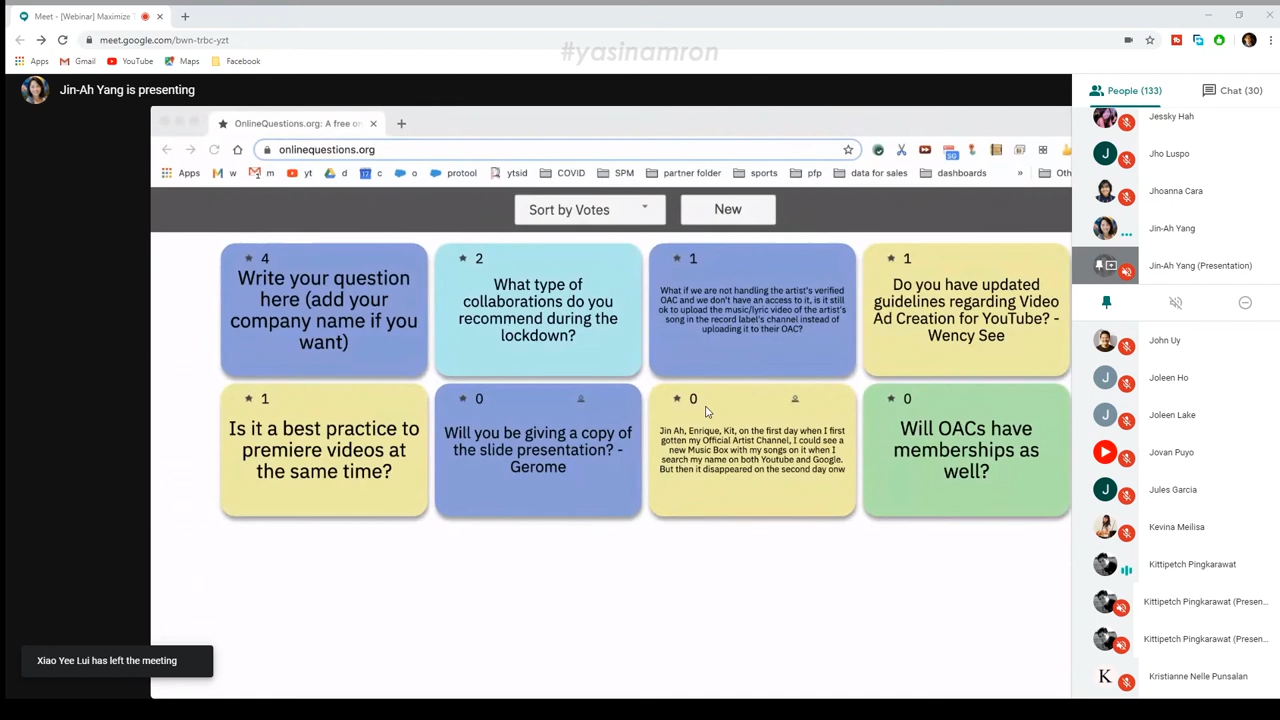 Meet - [Webinar] Maximize
meet.google.com/bwn-trbc-yzt
#yasinamron
Apps Gmail YouTube Maps Facebook
Jin-Ah Yang is presenting
People (133)
Chat (30)
OnlineQuestions.org: A free on
onlinequestions.org
Apps w m yt d c o protool ytsid COVID SPM partner folder sports pfp data for sales dashboards » Oth
17
SG
Sort by Votes
New
4
Write your question
here (add your
company name if you
want)
2
What type of
collaborations do you
recommend during the
lockdown?
1
What if we are not handling the artist's verified
OAC and we don't have an access to it, is it still
ok to upload the music/lyric video of the artist's
song in the record label's channel instead of
uploading it to their OAC?
1
Do you have updated
guidelines regarding Video
Ad Creation for YouTube? -
Wency See
1
Is it a best practice to
premiere videos at
the same time?
0
Will you be giving a copy of
the slide presentation? -
Gerome
0
Jin Ah, Enrique, Kit, on the first day when I first
gotten my Official Artist Channel, I could see a
new Music Box with my songs on it when I
search my name on both Youtube and Google.
But then it disappeared on the second day onw
0
Will OACs have
memberships as
well?
Xiao Yee Lui has left the meeting
Jessky Hah
J Jho Luspo
Jhoanna Cara
Jin-Ah Yang
Jin-Ah Yang (Presentation)
John Uy
J Joleen Ho
J Joleen Lake
Jovan Puyo
J Jules Garcia
Kevina Meilisa
Kittipetch Pingkarawat
Kittipetch Pingkarawat (Presen...
Kittipetch Pingkarawat (Presen...
K Kristianne Nelle Punsalan